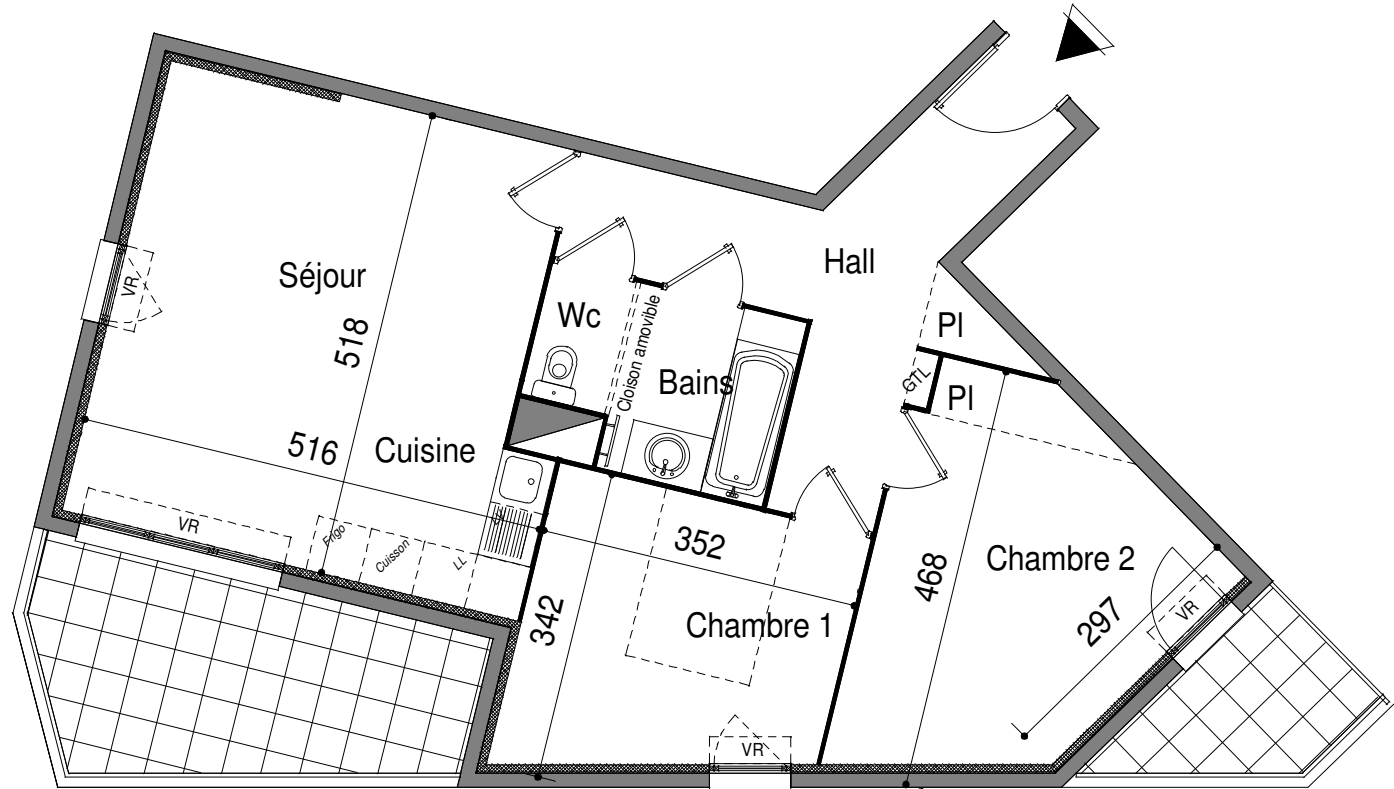 Hall
Séjour
VR
Wc
Cloison amovible
Pl
518
Bains
GTL
Pl
516
Cuisine
VR
Frigo
Cuisson
LL
352
Chambre 2
468
342
Chambre 1
297
VR
VR